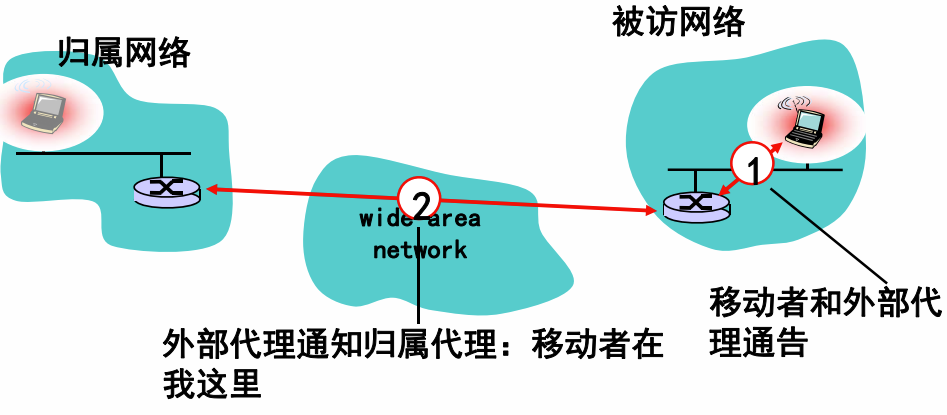 被访网络
归属网络
1
2
wide area
network
移动者和外部代
理通告
外部代理通知归属代理：移动者在
我这里